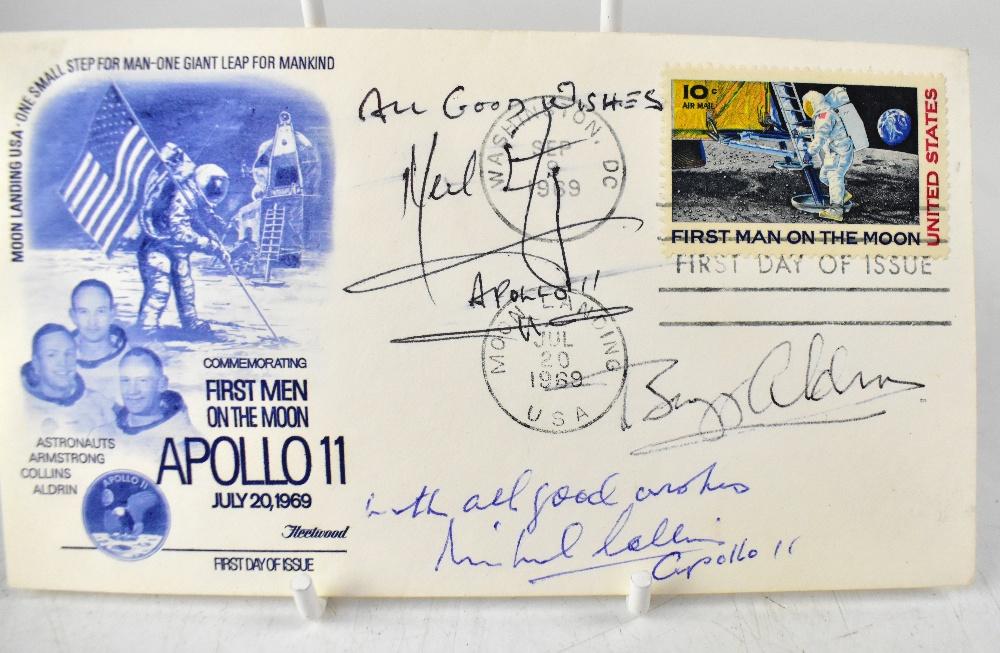 MOON LANDING USA · ONE SMALL STEP FOR MAN-ONE GIANT LEAP FOR MANKIND
COMMEMORATING
FIRST MEN
ON THE MOON
APOLLO 11
JULY 20, 1969
ASTRONAUTS
ARMSTRONG
COLLINS
ALDRIN
APOLLO 11
Fleetwood
FIRST DAY OF ISSUE
ALL GOOD WISHES
Neil
APOLLO 11
WASHINGTON, DC
SEP
9
1969
MOON LANDING
JUL
20
1969
USA
10c
AIR MAIL
UNITED STATES
FIRST MAN ON THE MOON
FIRST DAY OF ISSUE
Buzz Aldrin
with all good wishes
Michael Collins
Apollo 11